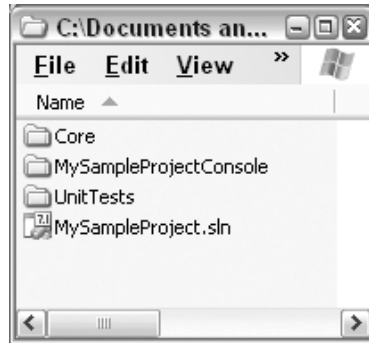 C:\Documents an...
File Edit View »
Name
Core
MySampleProjectConsole
UnitTests
MySampleProject.sln